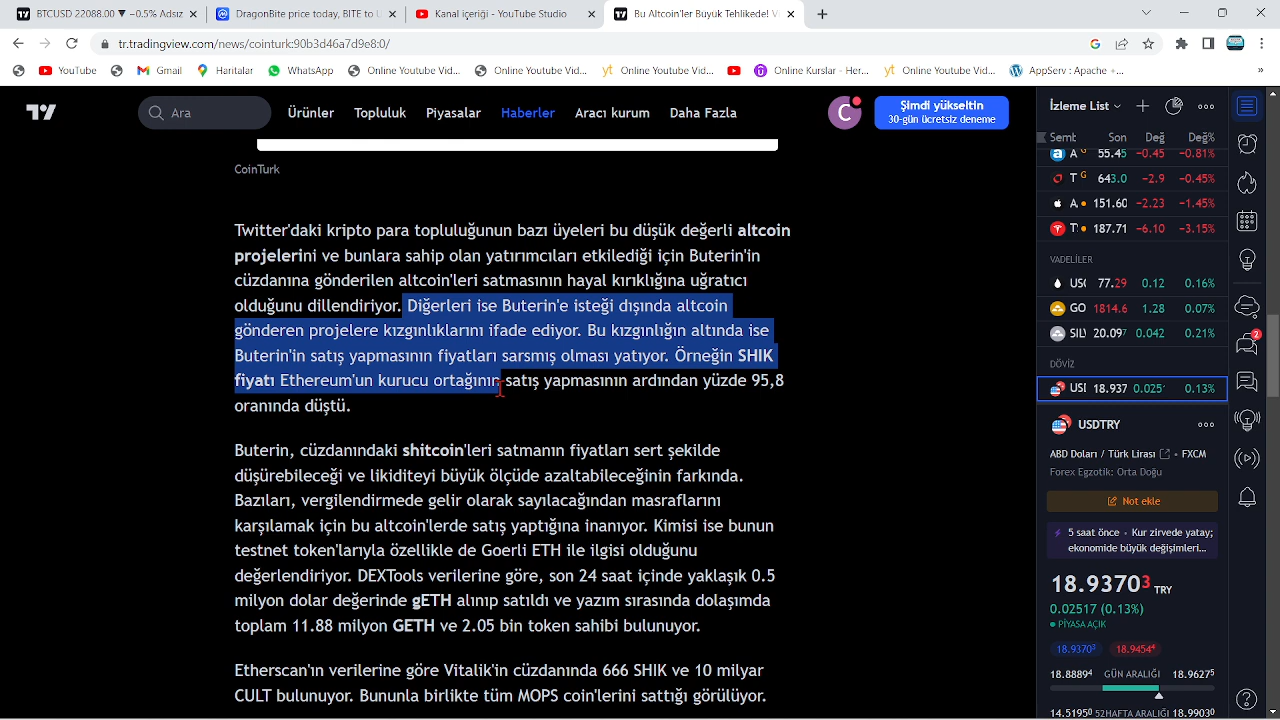 BTCUSD 22088.00 ▼ −0.5% Adsız
DragonBite price today, BITE to U
Kanal içeriği - YouTube Studio
Bu Altcoin'ler Büyük Tehlikede! V
tr.tradingview.com/news/cointurk:90b3d46a7d9e8:0/
YouTube
Gmail
Haritalar
WhatsApp
Online Youtube Vid...
Online Youtube Vid...
Online Youtube Vid...
Online Kurslar - Her...
Online Youtube Vid...
AppServ : Apache +...
Ara
Ürünler
Topluluk
Piyasalar
Haberler
Aracı kurum
Daha Fazla
C
Şimdi yükseltin
30-gün ücretsiz deneme
CoinTurk
Twitter'daki kripto para topluluğunun bazı üyeleri bu düşük değerli altcoin
projelerini ve bunlara sahip olan yatırımcıları etkilediği için Buterin'in
cüzdanına gönderilen altcoin'leri satmasının hayal kırıklığına uğratıcı
olduğunu dillendiriyor. Diğerleri ise Buterin'e isteği dışında altcoin
gönderen projelere kızgınlıklarını ifade ediyor. Bu kızgınlığın altında ise
Buterin'in satış yapmasının fiyatları sarsmış olması yatıyor. Örneğin SHIK
fiyatı Ethereum'un kurucu ortağının satış yapmasının ardından yüzde 95,8
oranında düştü.
Buterin, cüzdanındaki shitcoin'leri satmanın fiyatları sert şekilde
düşürebileceği ve likiditeyi büyük ölçüde azaltabileceğinin farkında.
Bazıları, vergilendirmede gelir olarak sayılacağından masraflarını
karşılamak için bu altcoin'lerde satış yaptığına inanıyor. Kimisi ise bunun
testnet token'larıyla özellikle de Goerli ETH ile ilgisi olduğunu
değerlendiriyor. DEXTools verilerine göre, son 24 saat içinde yaklaşık 0.5
milyon dolar değerinde gETH alınıp satıldı ve yazım sırasında dolaşımda
toplam 11.88 milyon GETH ve 2.05 bin token sahibi bulunuyor.
Etherscan'ın verilerine göre Vitalik'in cüzdanında 666 SHIK ve 10 milyar
CULT bulunuyor. Bununla birlikte tüm MOPS coin'lerini sattığı görülüyor.
İzleme List
Semb Son Değ Değ%
A G 55.45 −0.45 −0.81%
T G 643.0 −2.9 −0.45%
A 151.60 −2.23 −1.45%
T 187.71 −6.10 −3.15%
VADELİLER
USO 77.29 0.12 0.16%
GO 1814.6 1.28 0.07%
SIL 20.097 0.042 0.21%
DÖVİZ
USD 18.937 0.0251 0.13%
USDTRY
ABD Doları / Türk Lirası • FXCM
Forex Egzotik: Orta Doğu
Not ekle
5 saat önce - Kur zirvede yatay;
ekonomide büyük değişimleri...
18.93703 TRY
0.02517 (0.13%)
PİYASA AÇIK
18.93703 18.94544
18.88894 GÜN ARALIĞI 18.96275
14.51950 52HAFTA ARALIĞI 18.99030
2